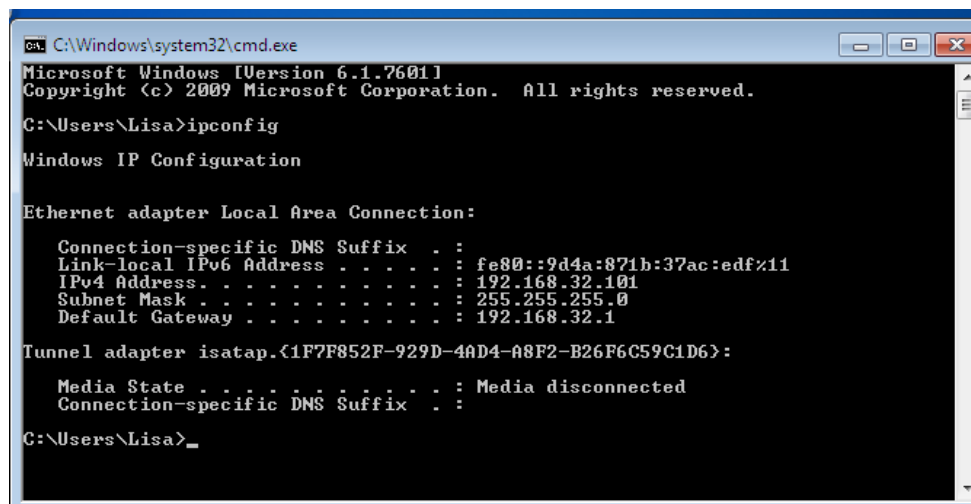 C:\Windows\system32\cmd.exe
Microsoft Windows [Version 6.1.7601]
Copyright (c) 2009 Microsoft Corporation.  All rights reserved.
C:\Users\Lisa>ipconfig
Windows IP Configuration
Ethernet adapter Local Area Connection:
Connection-specific DNS Suffix  . :
Link-local IPv6 Address . . . . . : fe80::9d4a:871b:37ac:edf%11
IPv4 Address. . . . . . . . . . . : 192.168.32.101
Subnet Mask . . . . . . . . . . . : 255.255.255.0
Default Gateway . . . . . . . . . : 192.168.32.1
Tunnel adapter isatap.{1F7F852F-929D-4AD4-A8F2-B26F6C59C1D6}:
Media State . . . . . . . . . . . : Media disconnected
Connection-specific DNS Suffix  . :
C:\Users\Lisa>_